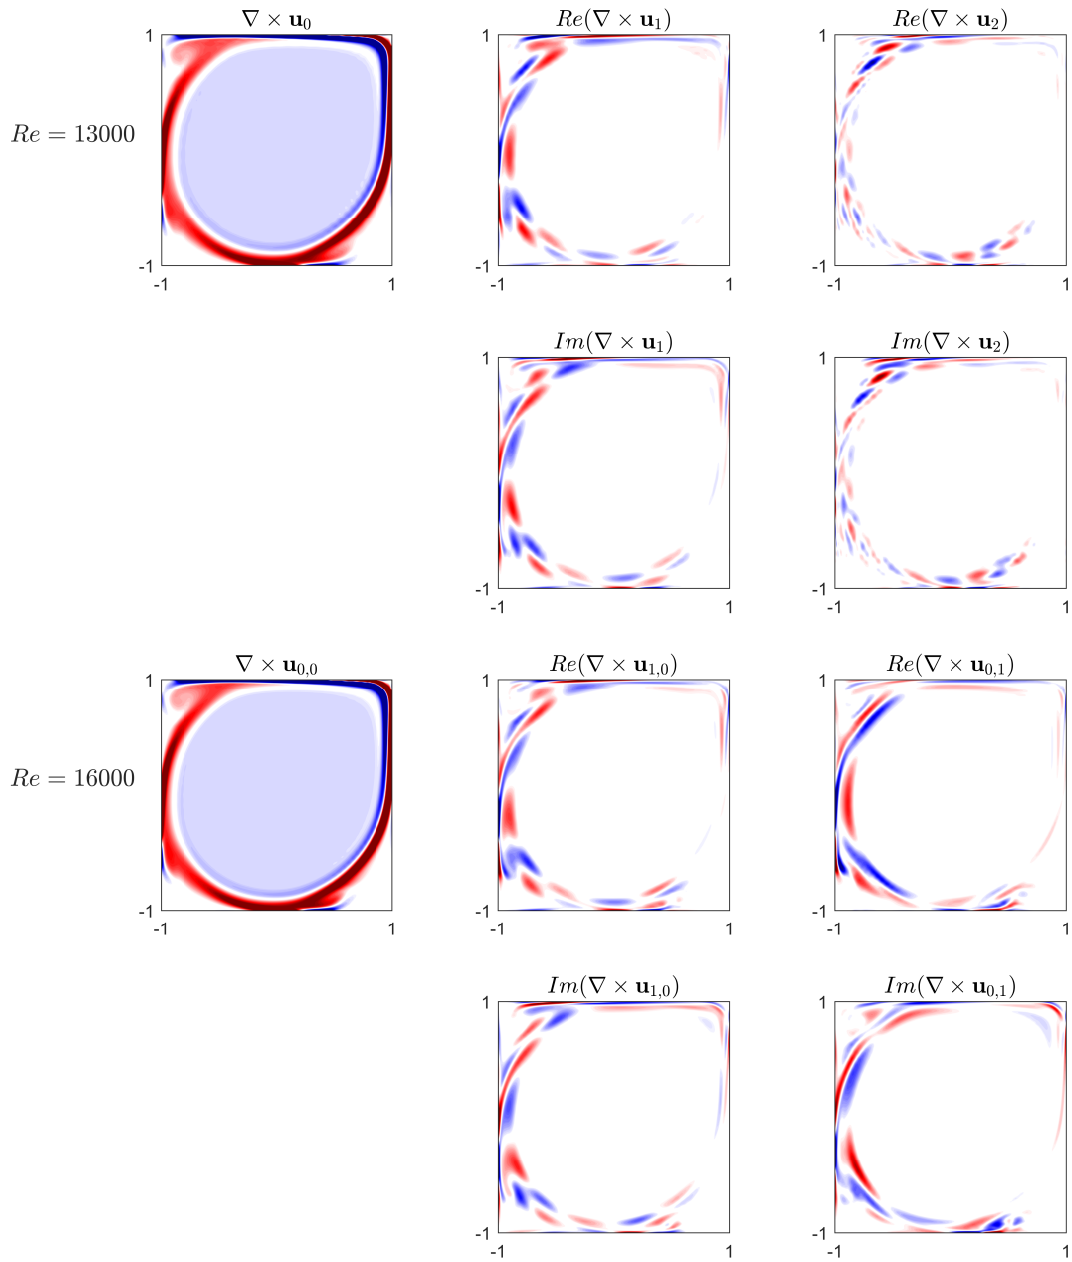 ∇ × u₀ Re(∇ × u₁) Re(∇ × u₂)
1 1 1
Re = 13000
-1 -1 -1
-1 1 -1 1 -1 1
Im(∇ × u₁) Im(∇ × u₂)
1 1
-1 -1
-1 1 -1 1
∇ × u₀,₀ Re(∇ × u₁,₀) Re(∇ × u₀,₁)
1 1 1
Re = 16000
-1 -1 -1
-1 1 -1 1 -1 1
Im(∇ × u₁,₀) Im(∇ × u₀,₁)
1 1
-1 -1
-1 1 -1 1